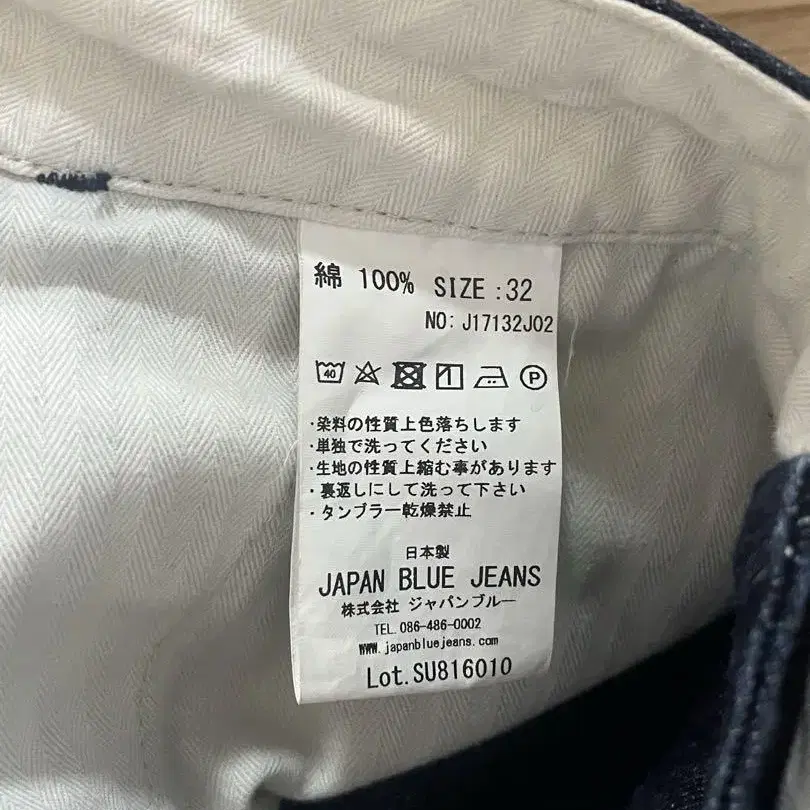 綿 100% SIZE :32
NO: J17132J02
40 P
·染料の性質上色落ちします
·単独で洗ってください
·生地の性質上縮む事があります
·裏返しにして洗って下さい
·タンブラー乾燥禁止
日本製
JAPAN BLUE JEANS
株式会社 ジャパンブルー
TEL. 086-486-0002
www.japanbluejeans.com
Lot.SU816010